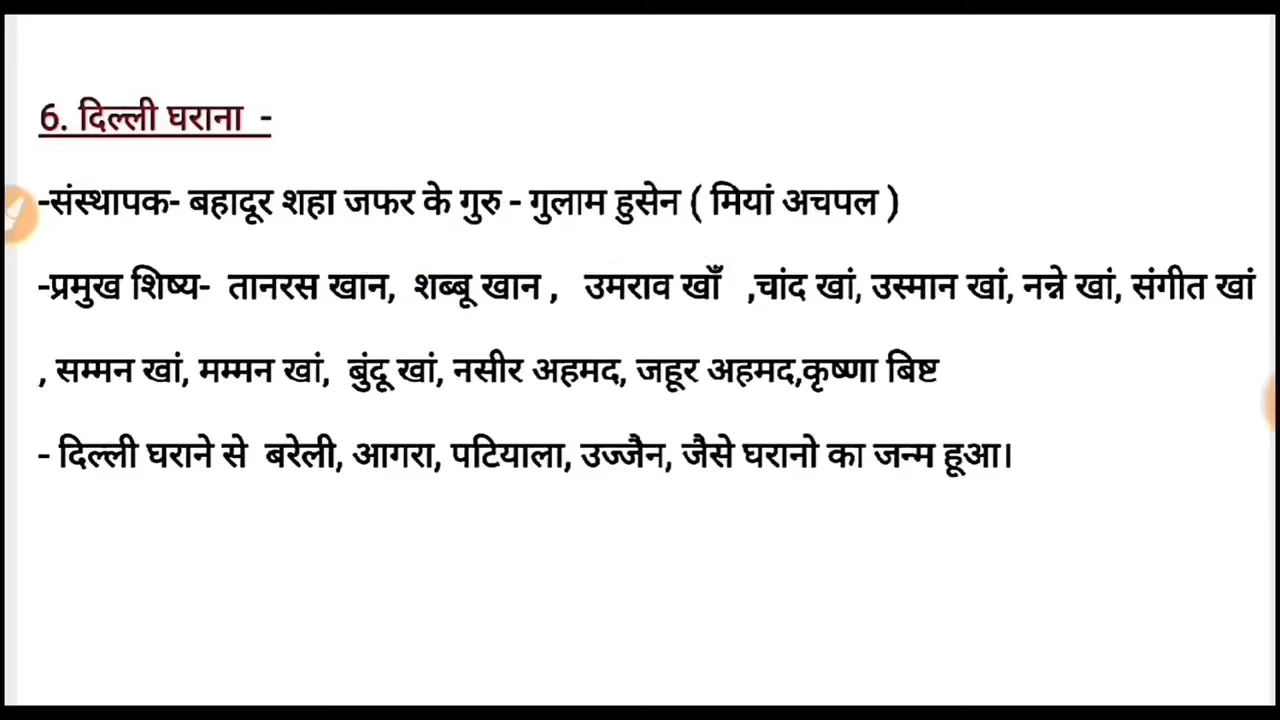 6. दिल्ली घराना -
-संस्थापक- बहादूर शहा जफर के गुरु - गुलाम हुसेन ( मियां अचपल )
-प्रमुख शिष्य- तानरस खान, शब्बू खान , उमराव खाँ ,चांद खां, उस्मान खां, नन्ने खां, संगीत खां
, सम्मन खां, मम्मन खां, बुंदू खां, नसीर अहमद, जहूर अहमद,कृष्णा बिष्ट
- दिल्ली घराने से बरेली, आगरा, पटियाला, उज्जैन, जैसे घरानो का जन्म हूआ।